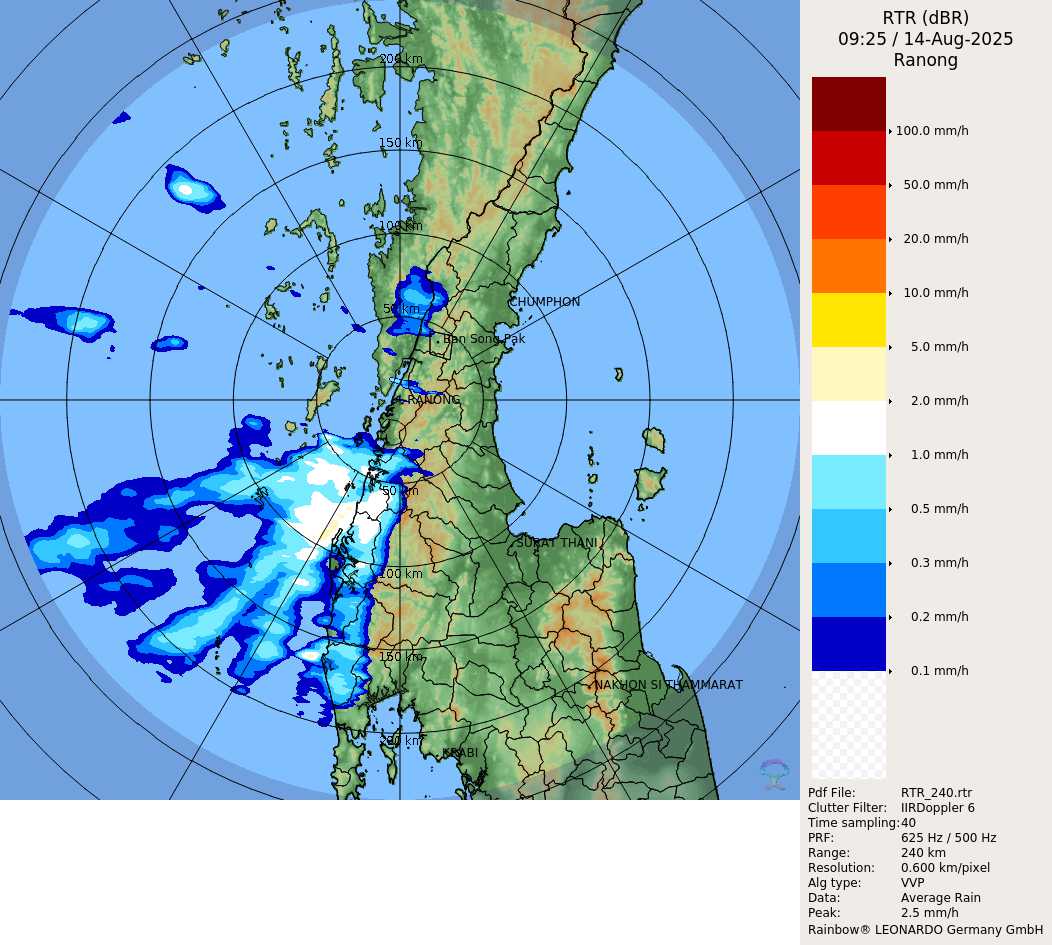 RTR (dBR)
09:25 / 14-Aug-2025
Ranong
100.0 mm/h
50.0 mm/h
20.0 mm/h
10.0 mm/h
5.0 mm/h
2.0 mm/h
1.0 mm/h
0.5 mm/h
0.3 mm/h
0.2 mm/h
0.1 mm/h
200 km
150 km
100 km
CHUMPHON
50 km
Ban Song Pak
RANONG
50 km
SURAT THANI
100 km
150 km
NAKHON SI THAMMARAT
200 km
KRABI
Pdf File: RTR_240.rtr
Clutter Filter: IIRDoppler 6
Time sampling:40
PRF: 625 Hz / 500 Hz
Range: 240 km
Resolution: 0.600 km/pixel
Alg type: VVP
Data: Average Rain
Peak: 2.5 mm/h
Rainbow® LEONARDO Germany GmbH